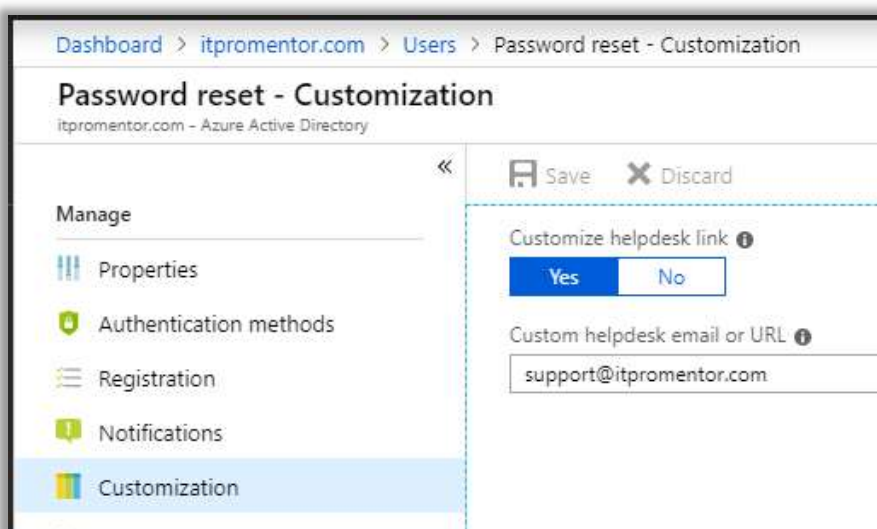 Dashboard > itpromentor.com > Users > Password reset - Customization
Password reset - Customization
itpromentor.com - Azure Active Directory
«
Save Discard
Manage
Properties
Authentication methods
Registration
Notifications
Customization
Customize helpdesk link
Yes No
Custom helpdesk email or URL
support@itpromentor.com